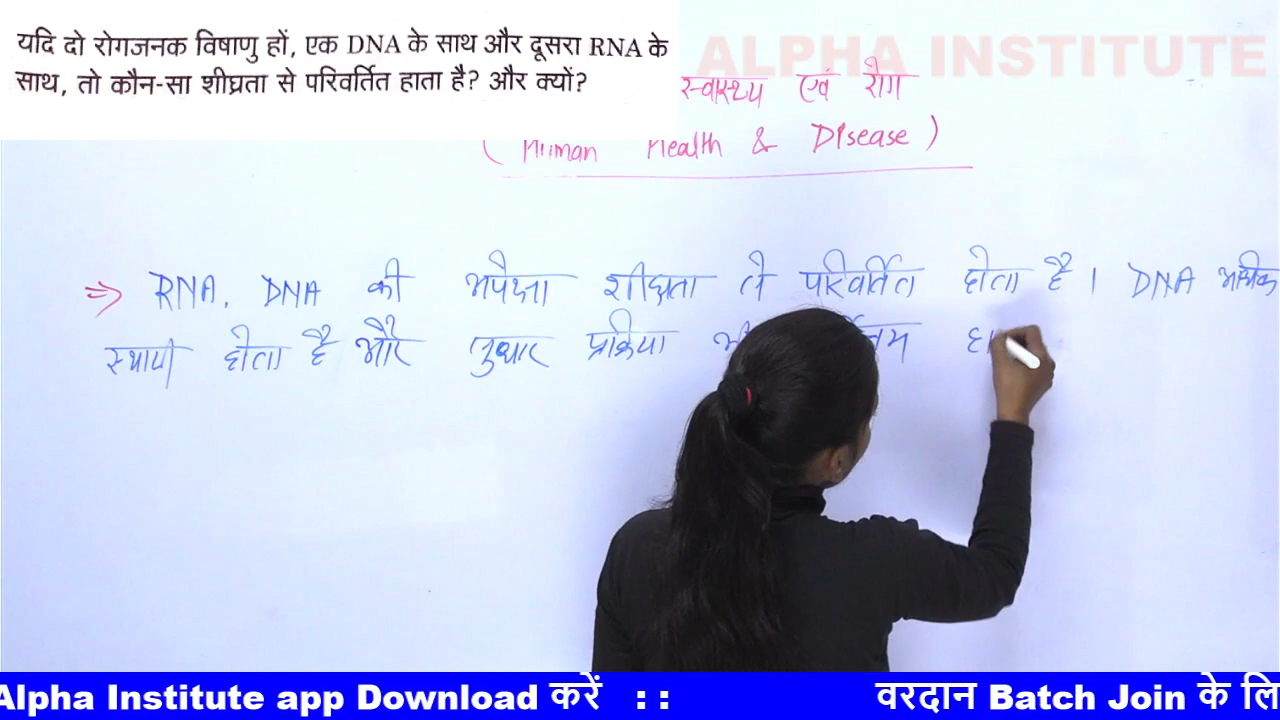 यदि दो रोगजनक विषाणु हों, एक DNA के साथ और दूसरा RNA के
साथ, तो कौन-सा शीघ्रता से परिवर्तित हाता है? और क्यों?
ALPHA INSTITUTE
स्वास्थ्य एवं रोग
( Human Health & Disease )
⇒ RNA, DNA की अपेक्षा शीघ्रता से परिवर्तित होता है। DNA अधिक
स्थायी होता है और सुधार प्रक्रिया
Alpha Institute app Download करें : :
वरदान Batch Join के लि